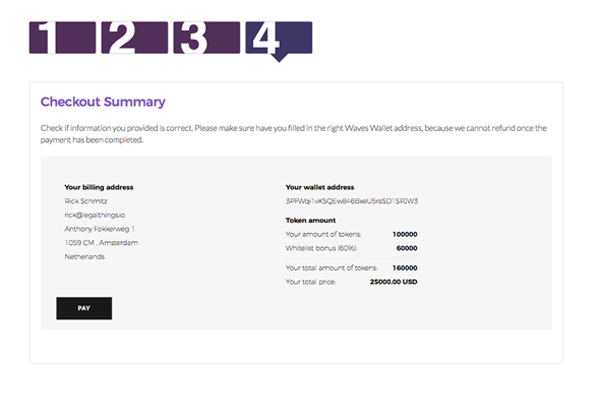 1 2 3 4
Checkout Summary
Check if information you provided is correct. Please make sure have you filled in the right Waves Wallet address, because we cannot refund once the
payment has been completed.
Your billing address
Rick Schmitz
rick@legalthings.io
Anthony Fokkerweg 1
1059 CM , Amsterdam
Netherlands
Your wallet address
Token amount
Your amount of tokens: 100000
Whitelist bonus (60%): 60000
Your total amount of tokens: 160000
Your total price: 25000.00 USD
PAY